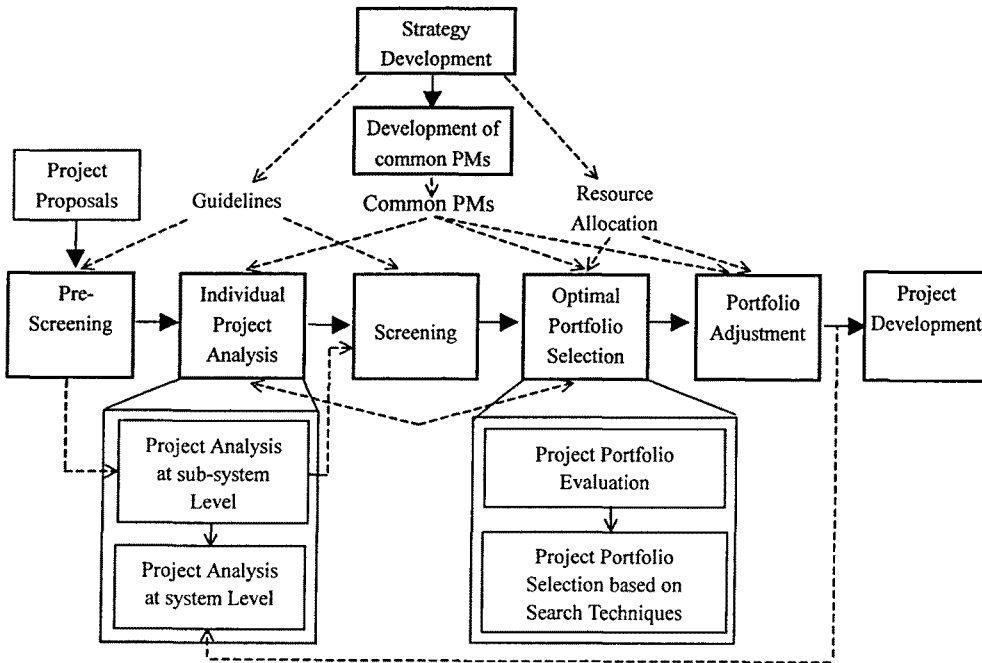 Strategy
Development
Development of
common PMs
Project
Proposals
Guidelines
Common PMs
Resource
Allocation
Pre-
Screening
Individual
Project
Analysis
Screening
Optimal
Portfolio
Selection
Portfolio
Adjustment
Project
Development
Project Analysis
at sub-system
Level
Project Analysis
at system Level
Project Portfolio
Evaluation
Project Portfolio
Selection based on
Search Techniques